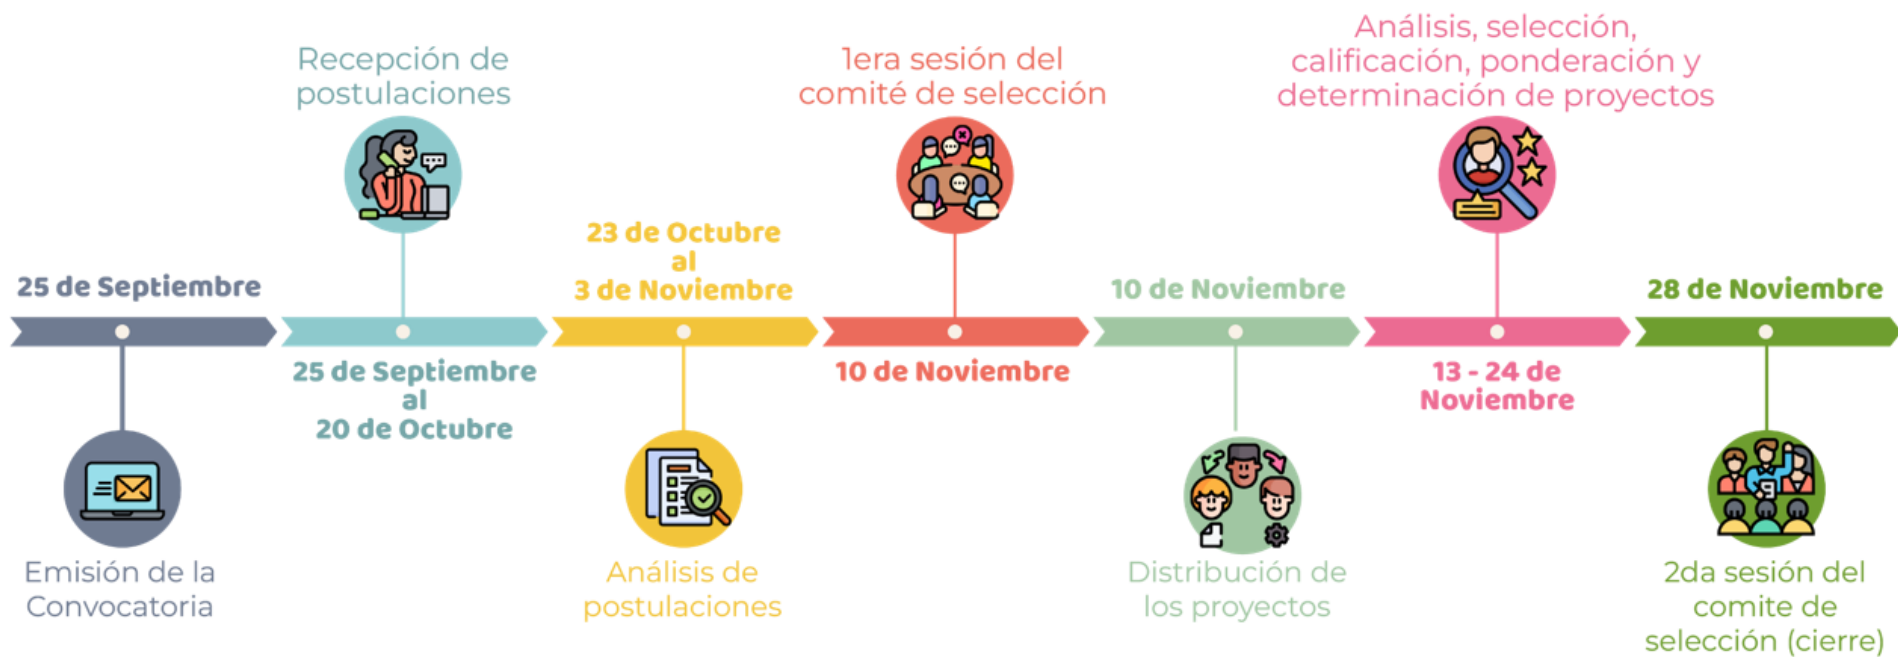 25 de Septiembre
Emisión de la
Convocatoria
Recepción de
postulaciones
25 de Septiembre
al
20 de Octubre
23 de Octubre
al
3 de Noviembre
Análisis de
postulaciones
1era sesión del
comité de selección
10 de Noviembre
10 de Noviembre
Distribución de
los proyectos
Análisis, selección,
calificación, ponderación y
determinación de proyectos
13 - 24 de
Noviembre
28 de Noviembre
2da sesión del
comite de
selección (cierre)